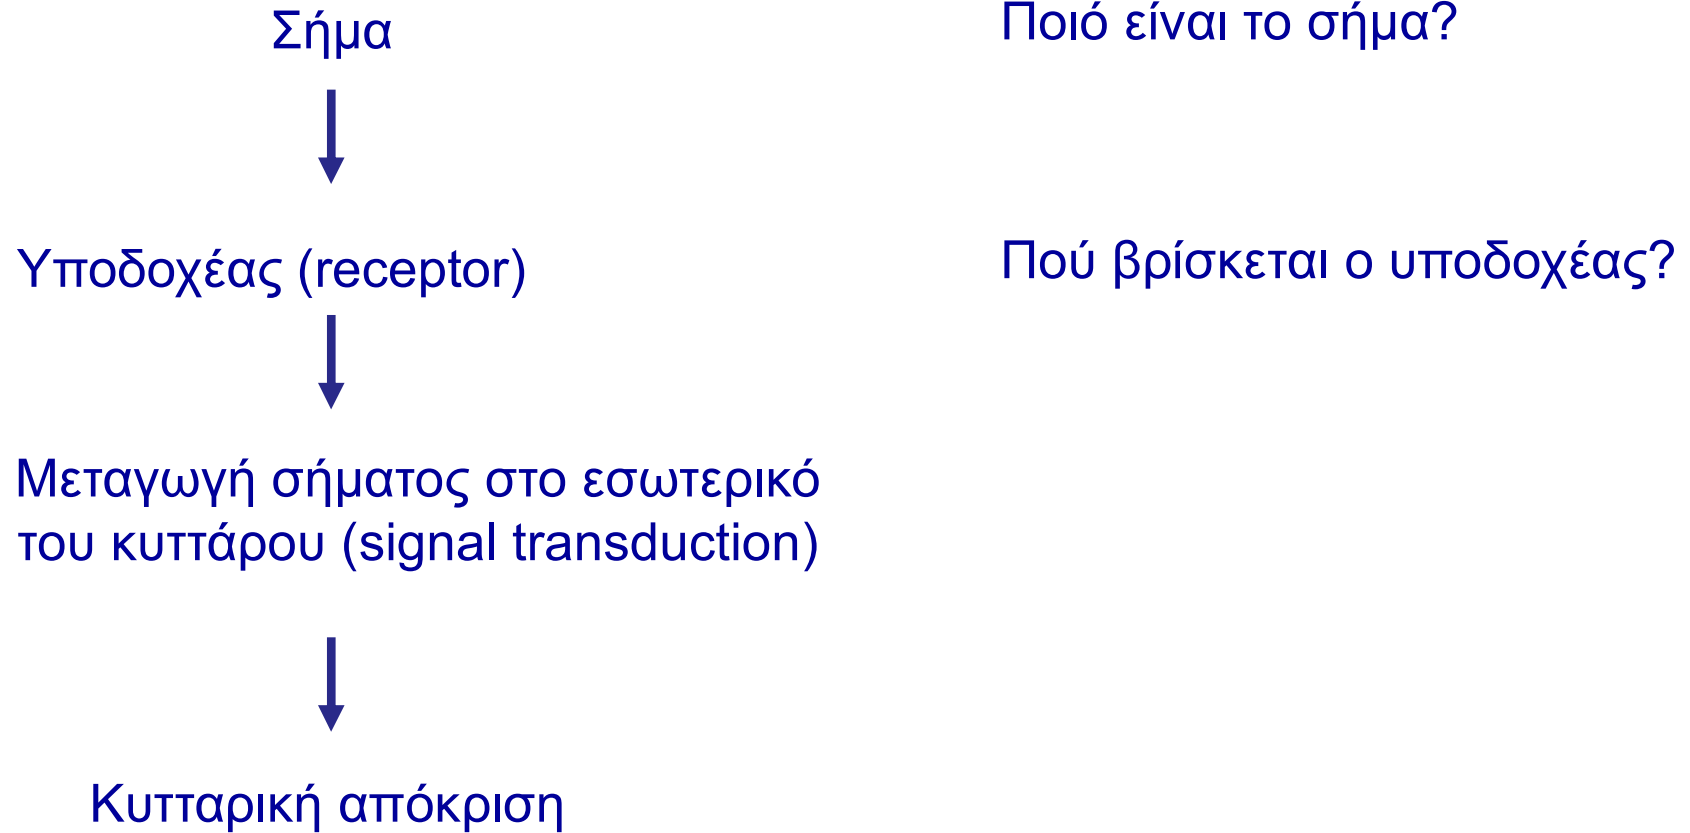 Σήμα
Ποιό είναι το σήμα?
Υποδοχέας (receptor)
Πού βρίσκεται ο υποδοχέας?
Μεταγωγή σήματος στο εσωτερικό
του κυττάρου (signal transduction)
Κυτταρική απόκριση